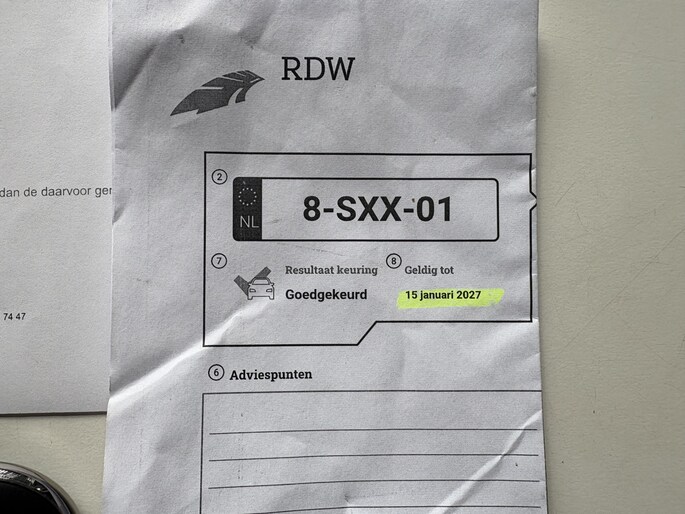 RDW
dan de daarvoor
74 47
2
NL
8-SXX-01
7
Resultaat keuring
Goedgekeurd
8
Geldig tot
15 januari 2027
6 Adviespunten